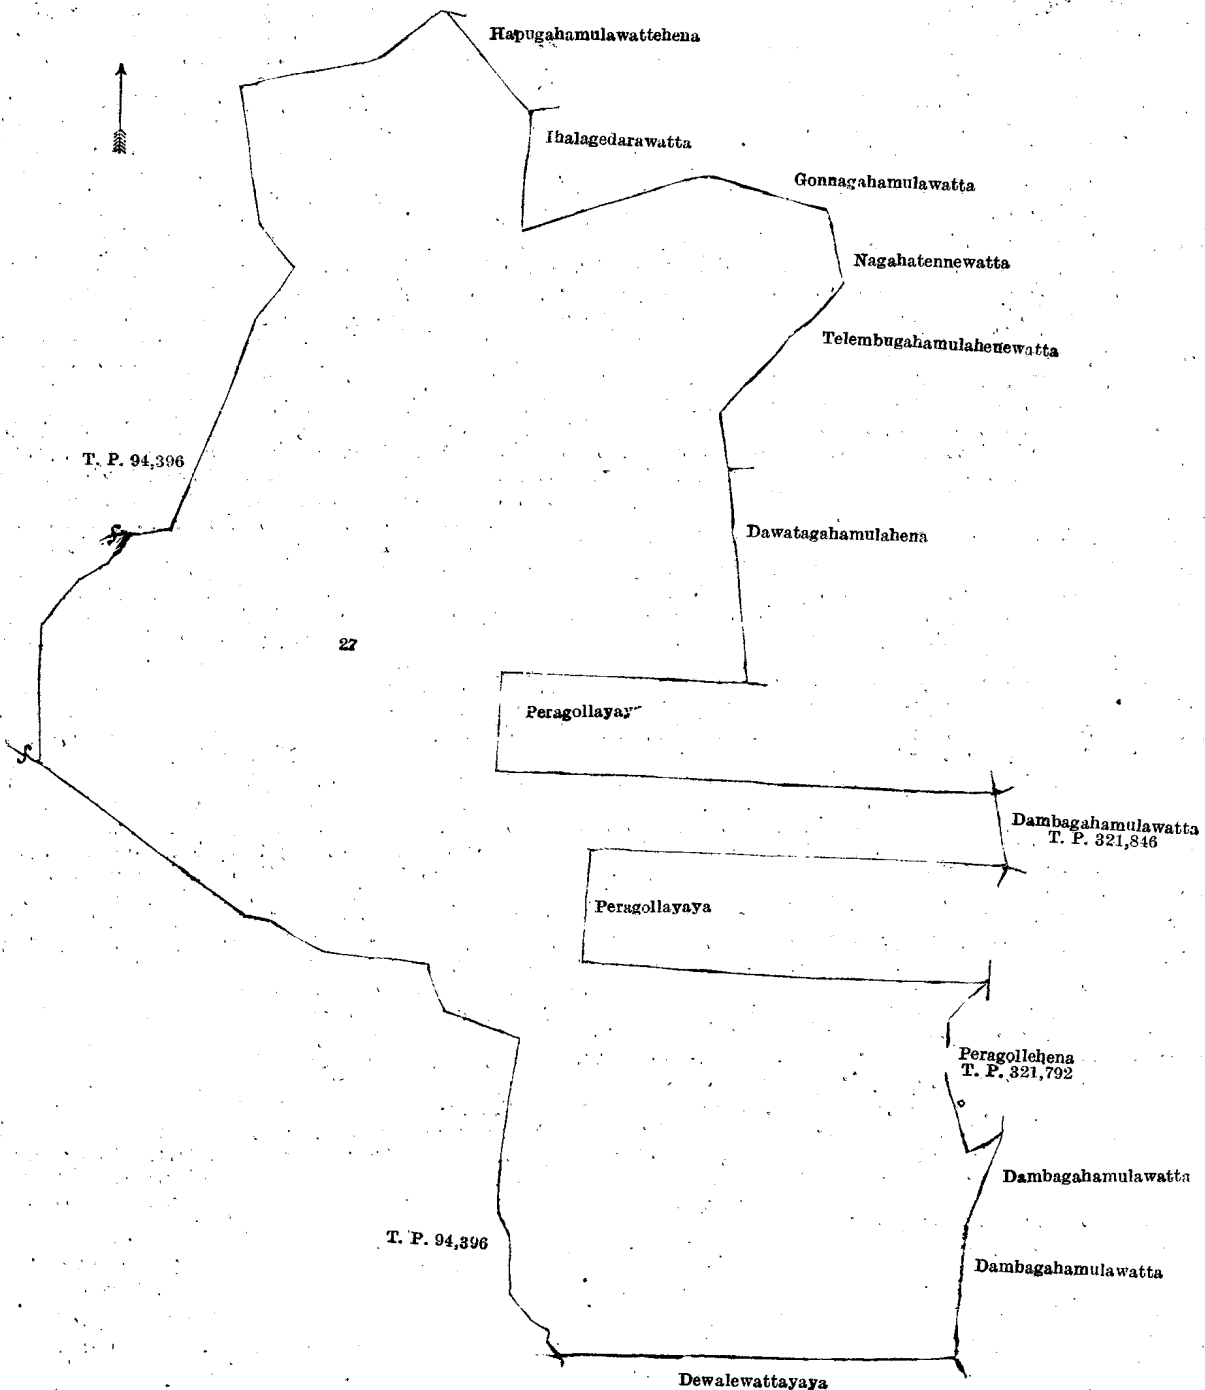 Hapugahamulawattehena
Ihalagedarawatta
Gonnagahamulawatta
Nagahatennewatta
Telembugahamulahenewatta
T. P. 94,396
Dawatagahamulahena
27
Peragollayay
Dambagahamulawatta
T. P. 321,846
Peragollayaya
Peragollehena
T. P. 321,792
Dambagahamulawatta
T. P. 94,396
Dambagahamulawatta
Dewalewattayaya